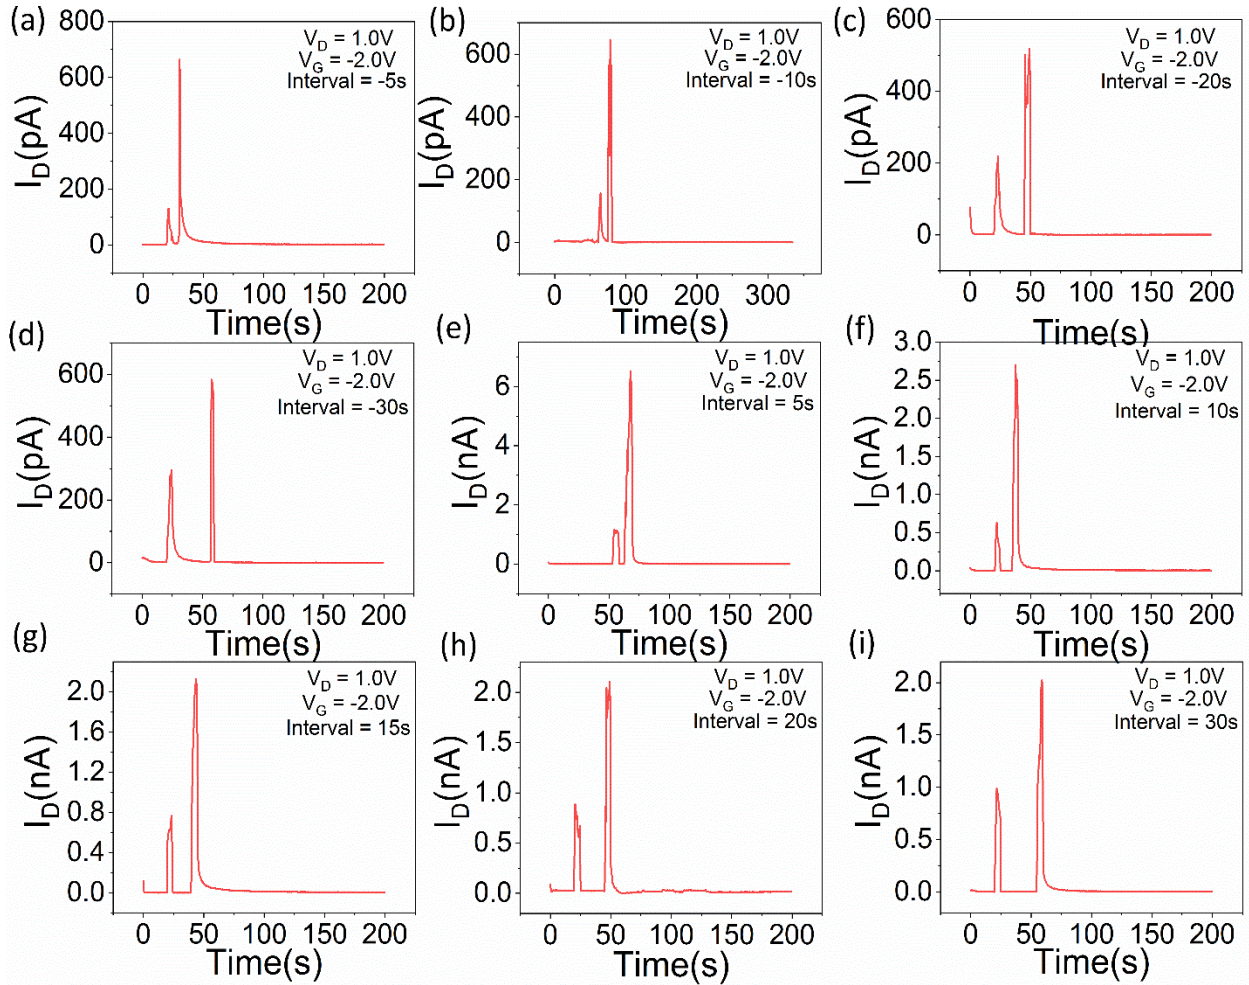 (a)
800
600
400
200
0
I_D(pA)
V_D = 1.0V
V_G = -2.0V
Interval = -5s
0 50 100 150 200
Time(s)
(b)
600
400
200
0
I_D(pA)
V_D = 1.0V
V_G = -2.0V
Interval = -10s
0 100 200 300
Time(s)
(c)
600
400
200
0
I_D(pA)
V_D = 1.0V
V_G = -2.0V
Interval = -20s
0 50 100 150 200
Time(s)
(d)
600
400
200
0
I_D(pA)
V_D = 1.0V
V_G = -2.0V
Interval = -30s
0 50 100 150 200
Time(s)
(e)
6
4
2
0
I_D(nA)
V_D = 1.0V
V_G = -2.0V
Interval = 5s
0 50 100 150 200
Time(s)
(f)
3.0
2.5
2.0
1.5
1.0
0.5
0.0
I_D(nA)
V_D = 1.0V
V_G = -2.0V
Interval = 10s
0 50 100 150 200
Time(s)
(g)
2.0
1.6
1.2
0.8
0.4
0.0
I_D(nA)
V_D = 1.0V
V_G = -2.0V
Interval = 15s
0 50 100 150 200
Time(s)
(h)
2.0
1.5
1.0
0.5
0.0
I_D(nA)
V_D = 1.0V
V_G = -2.0V
Interval = 20s
0 50 100 150 200
Time(s)
(i)
2.0
1.5
1.0
0.5
0.0
I_D(nA)
V_D = 1.0V
V_G = -2.0V
Interval = 30s
0 50 100 150 200
Time(s)